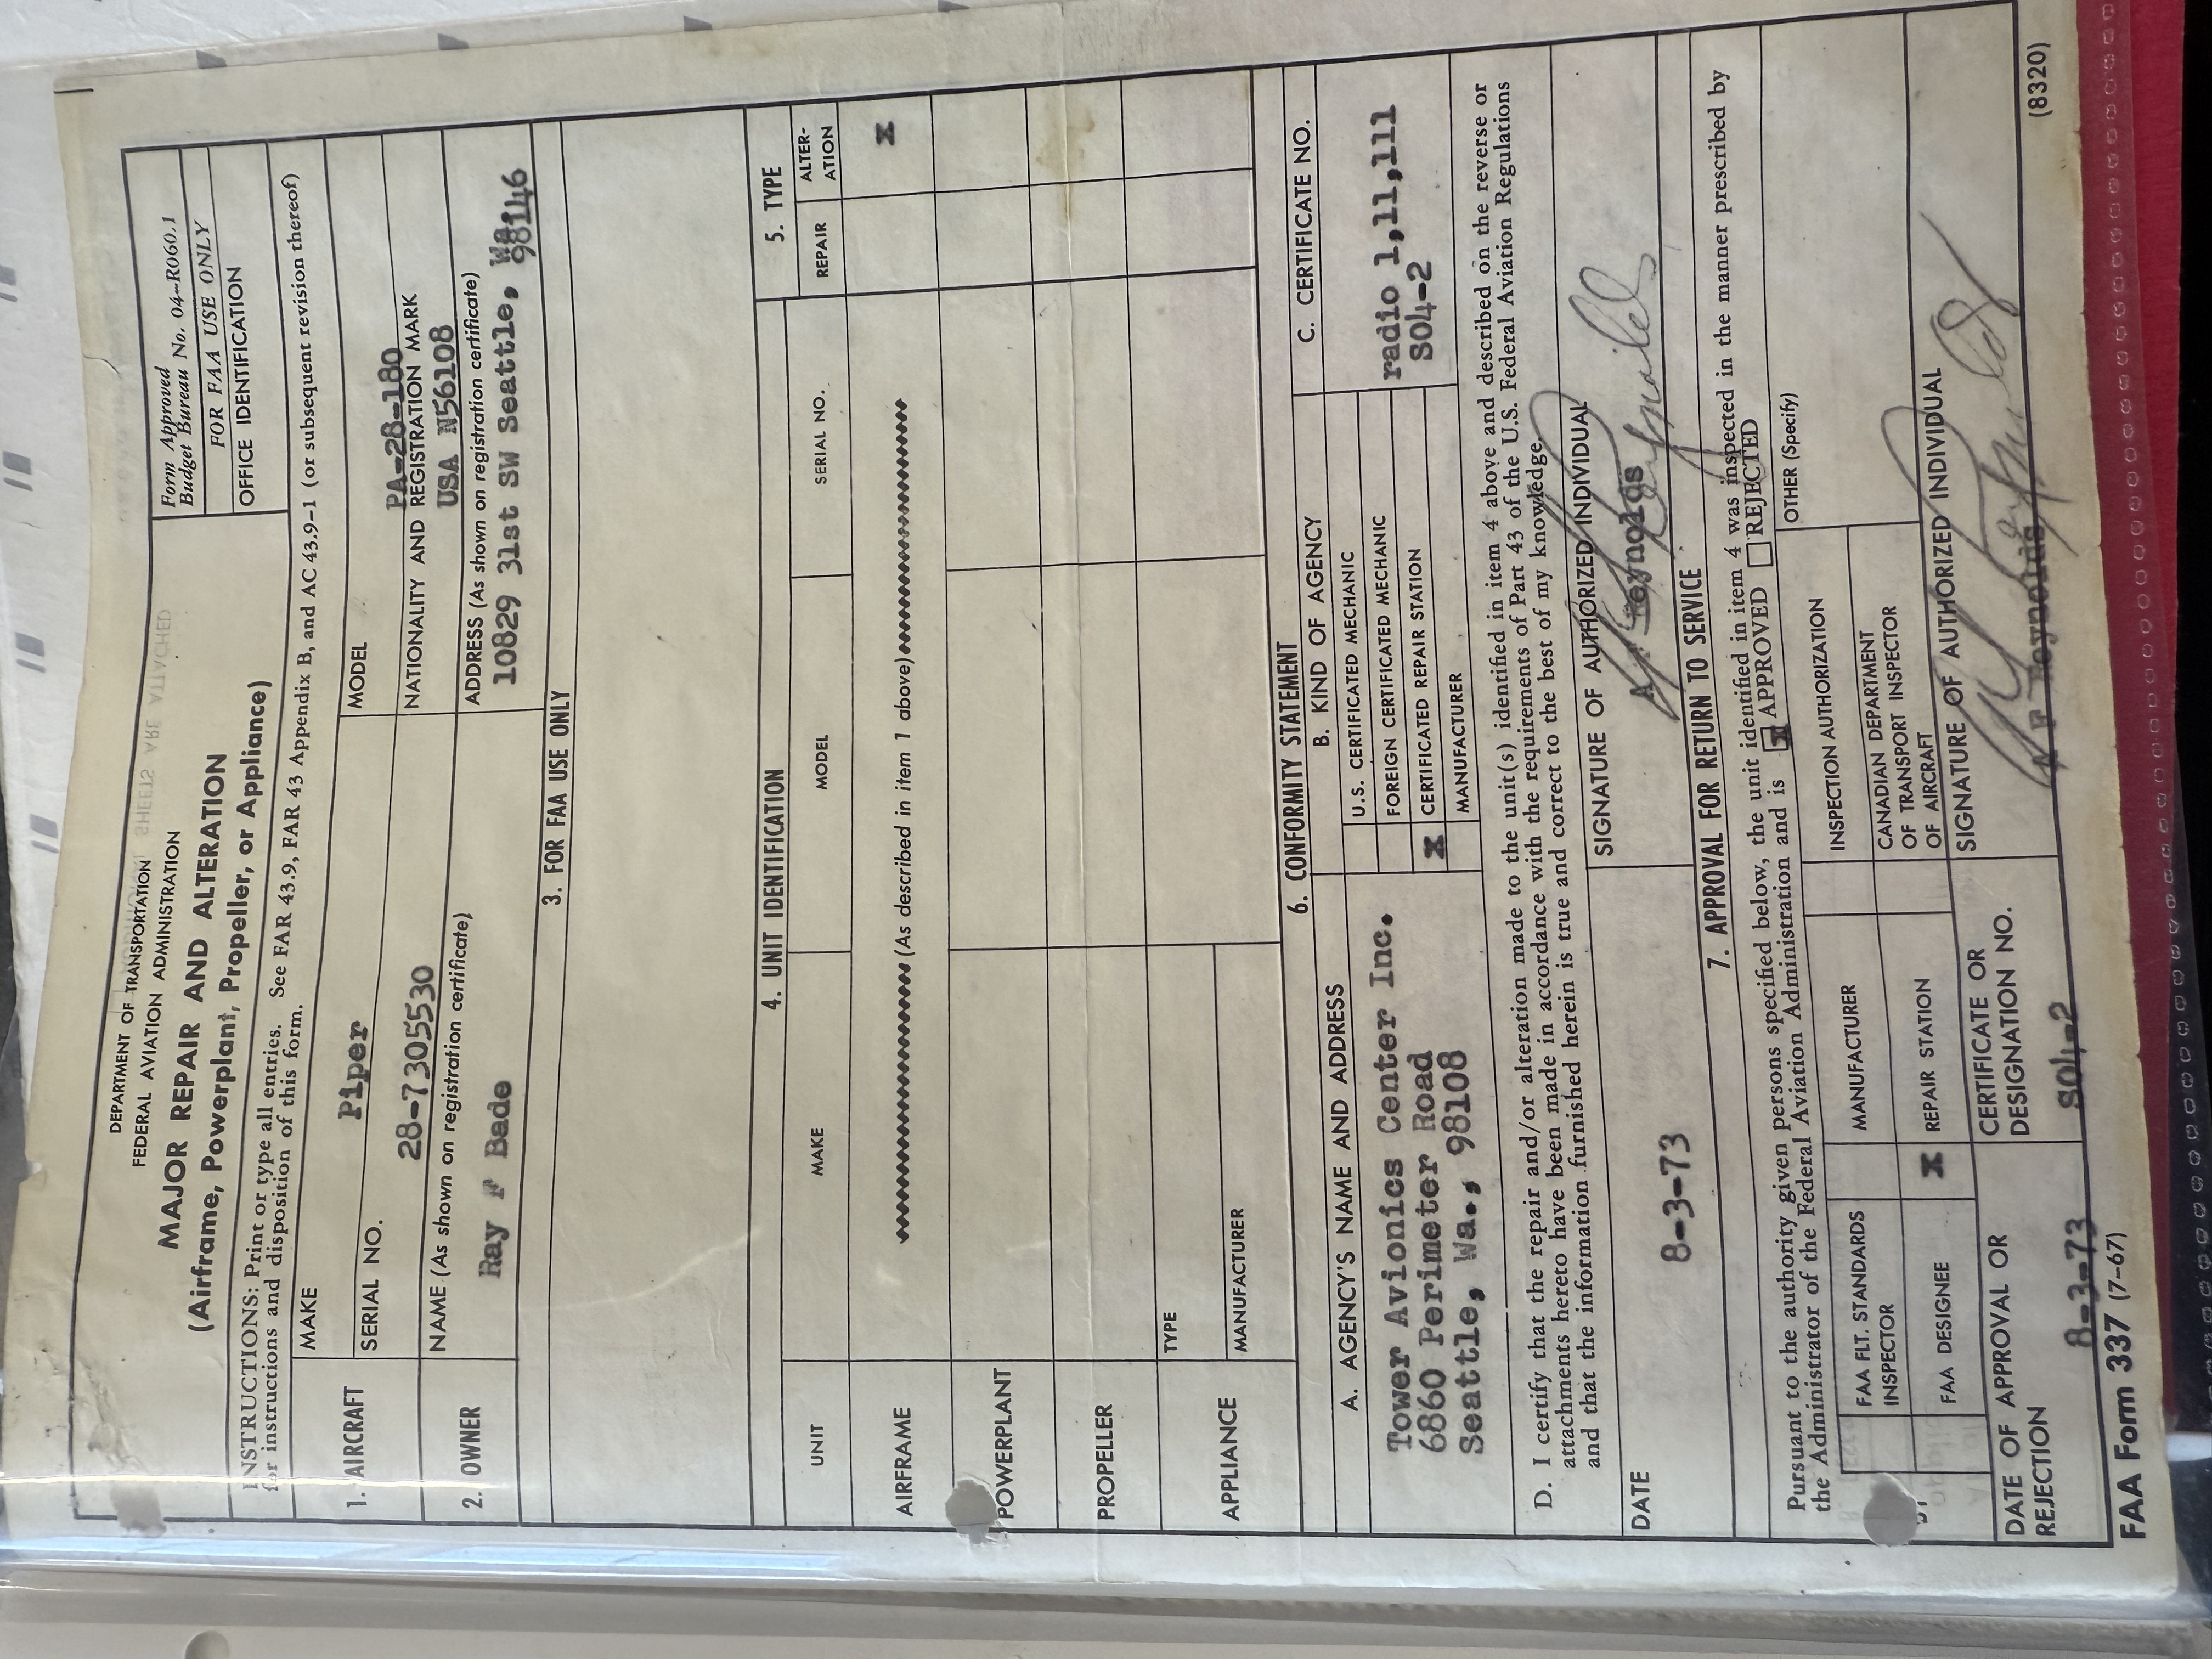 DEPARTMENT OF TRANSPORTATION
FEDERAL AVIATION ADMINISTRATION
MAJOR REPAIR AND ALTERATION
(Airframe, Powerplant, Propeller, or Appliance)
Form Approved
Budget Bureau No. 04-R060.1
FOR FAA USE ONLY
OFFICE IDENTIFICATION
INSTRUCTIONS: Print or type all entries. See FAR 43.9, FAR 43 Appendix B, and AC 43.9-1 (or subsequent revision thereof)
for instructions and disposition of this form.
1. AIRCRAFT
MAKE
Piper
MODEL
PA-28-180
SERIAL NO.
28-7305530
NATIONALITY AND REGISTRATION MARK
USA N56108
2. OWNER
NAME (As shown on registration certificate)
Ray F Bade
ADDRESS (As shown on registration certificate)
10829 31st SW Seattle, Wa.,
98146
3. FOR FAA USE ONLY
4. UNIT IDENTIFICATION
5. TYPE
UNIT
MAKE
MODEL
SERIAL NO.
REPAIR
ALTER-
ATION
AIRFRAME
(As described in item 1 above)
X
POWERPLANT
PROPELLER
APPLIANCE
TYPE
MANUFACTURER
6. CONFORMITY STATEMENT
A. AGENCY'S NAME AND ADDRESS
B. KIND OF AGENCY
C. CERTIFICATE NO.
Tower Avionics Center Inc.
6860 Perimeter Road
Seattle, Wa., 98108
U.S. CERTIFICATED MECHANIC
FOREIGN CERTIFICATED MECHANIC
X CERTIFICATED REPAIR STATION
MANUFACTURER
radio 1,11,111
S04-2
D. I certify that the repair and/or alteration made to the unit(s) identified in item 4 above and described on the reverse or
attachments hereto have been made in accordance with the requirements of Part 43 of the U.S. Federal Aviation Regulations
and that the information furnished herein is true and correct to the best of my knowledge.
DATE
8-3-73
SIGNATURE OF AUTHORIZED INDIVIDUAL
Reynolds
7. APPROVAL FOR RETURN TO SERVICE
Pursuant to the authority given persons specified below, the unit identified in item 4 was inspected in the manner prescribed by
the Administrator of the Federal Aviation Administration and is X APPROVED REJECTED
FAA FLT. STANDARDS
INSPECTOR
MANUFACTURER
INSPECTION AUTHORIZATION
OTHER (Specify)
FAA DESIGNEE
X REPAIR STATION
CANADIAN DEPARTMENT
OF TRANSPORT INSPECTOR
OF AIRCRAFT
DATE OF APPROVAL OR
REJECTION
8-3-73
CERTIFICATE OR
DESIGNATION NO.
S04-2
SIGNATURE OF AUTHORIZED INDIVIDUAL
A F Reynolds
FAA Form 337 (7-67)
(8320)